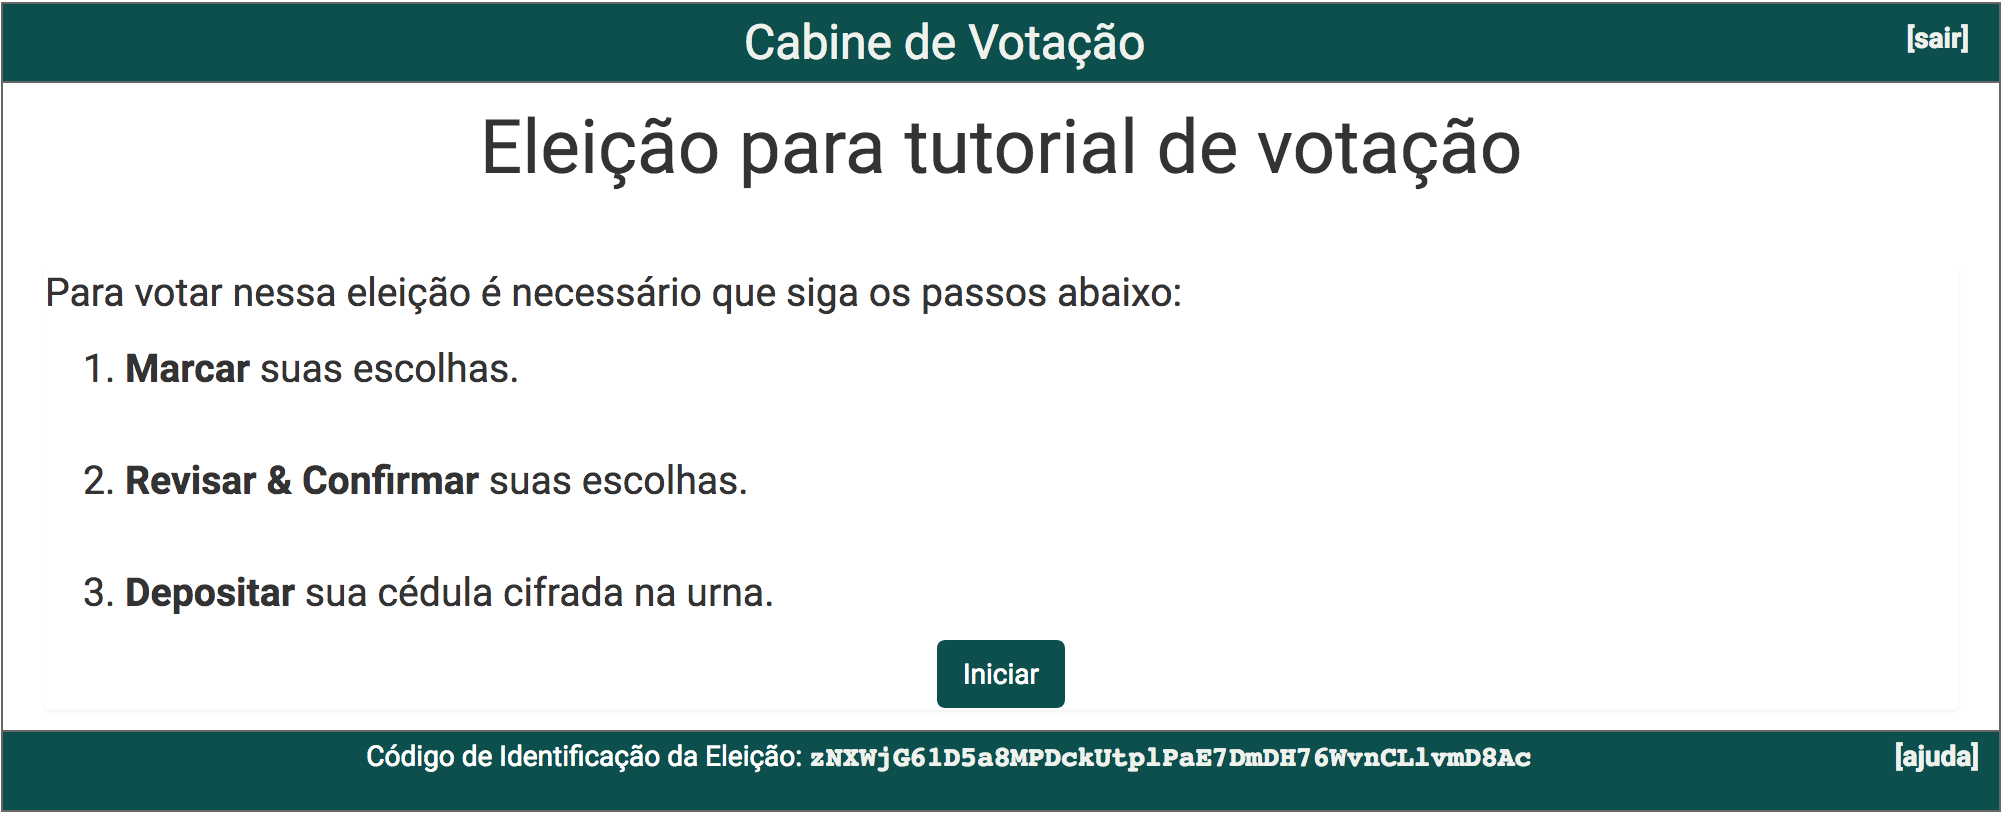 Cabine de Votação
[sair]
Eleição para tutorial de votação
Para votar nessa eleição é necessário que siga os passos abaixo:
1. Marcar suas escolhas.
2. Revisar & Confirmar suas escolhas.
3. Depositar sua cédula cifrada na urna.
Iniciar
Código de Identificação da Eleição: zNXWjG61D5a8MPDckUtplPaE7DmDH76WvnCLlvmD8Ac
[ajuda]